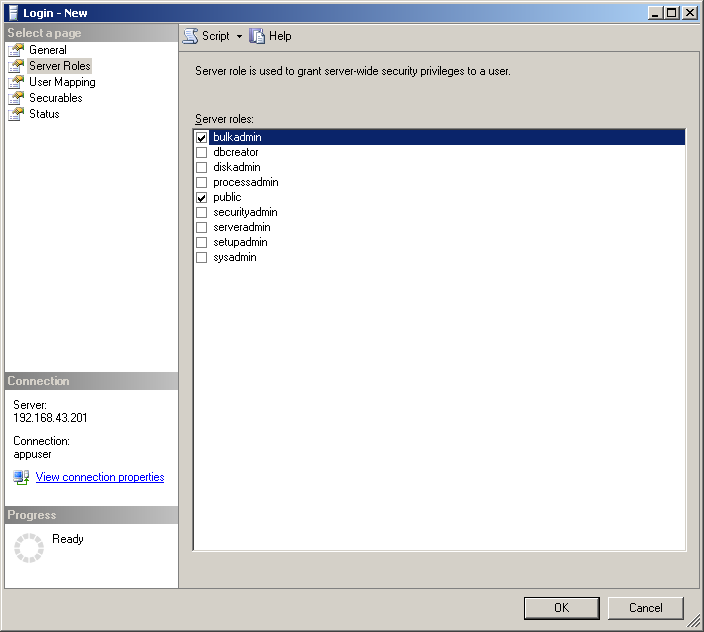 Login - New
Select a page
General
Server Roles
User Mapping
Securables
Status
Script
Help
Server role is used to grant server-wide security privileges to a user.
Server roles:
bulkadmin
dbcreator
diskadmin
processadmin
public
securityadmin
serveradmin
setupadmin
sysadmin
Connection
Server:
192.168.43.201
Connection:
appuser
View connection properties
Progress
Ready
OK
Cancel